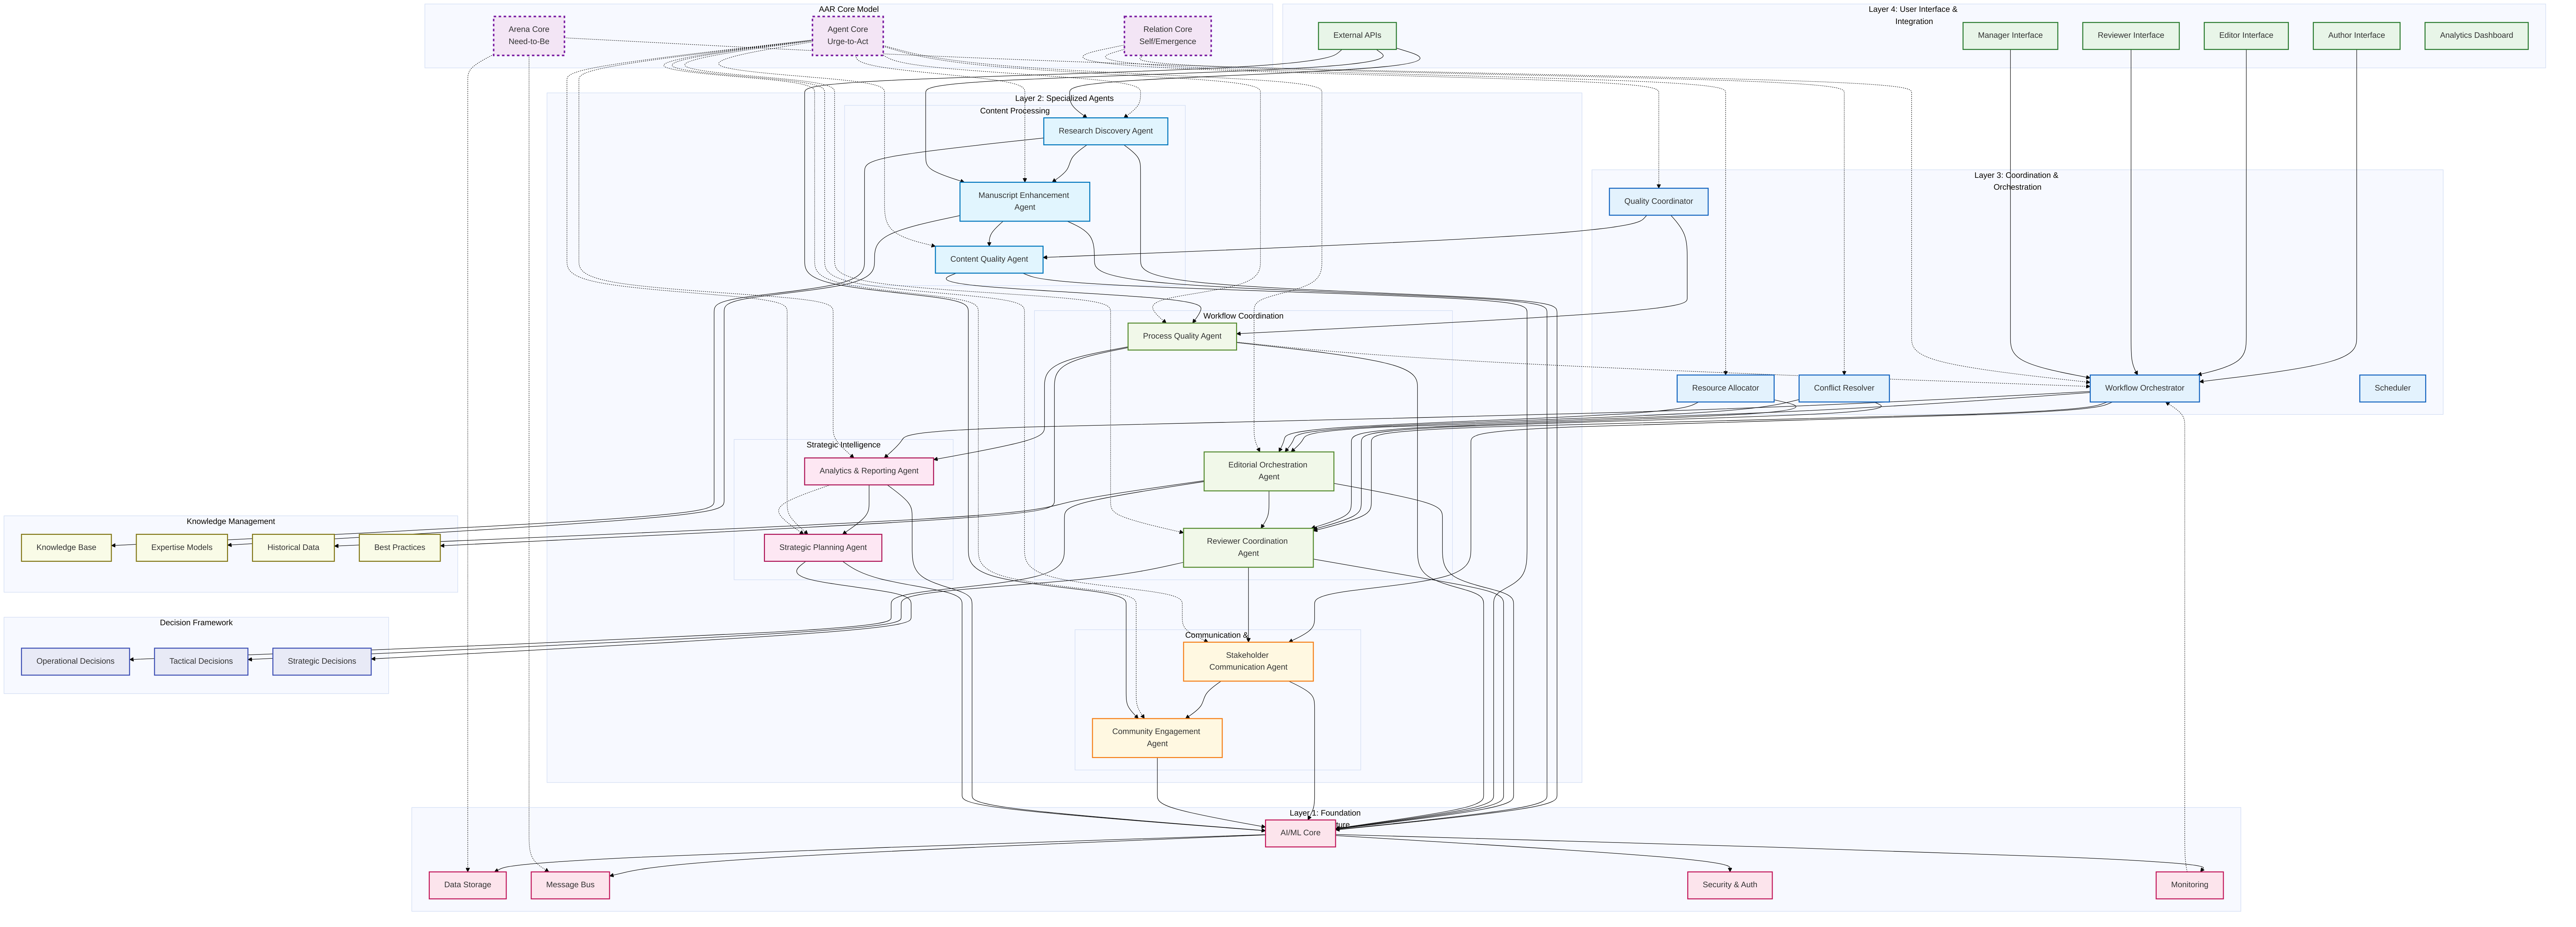 AAR Core Model
Arena Core
Need-to-Be
Agent Core
Urge-to-Act
Relation Core
Self/Emergence
Layer 4: User Interface &
Integration
External APIs
Manager Interface
Reviewer Interface
Editor Interface
Author Interface
Analytics Dashboard
Layer 2: Specialized Agents
Content Processing
Research Discovery Agent
Manuscript Enhancement
Agent
Content Quality Agent
Layer 3: Coordination &
Orchestration
Quality Coordinator
Resource Allocator
Conflict Resolver
Workflow Orchestrator
Scheduler
Workflow Coordination
Process Quality Agent
Editorial Orchestration
Agent
Reviewer Coordination
Agent
Strategic Intelligence
Analytics & Reporting Agent
Strategic Planning Agent
Knowledge Management
Knowledge Base
Expertise Models
Historical Data
Best Practices
Decision Framework
Operational Decisions
Tactical Decisions
Strategic Decisions
Communication &
Stakeholder
Communication Agent
Community Engagement
Agent
Layer 1: Foundation
AI/ML Core
Data Storage
Message Bus
Security & Auth
Monitoring